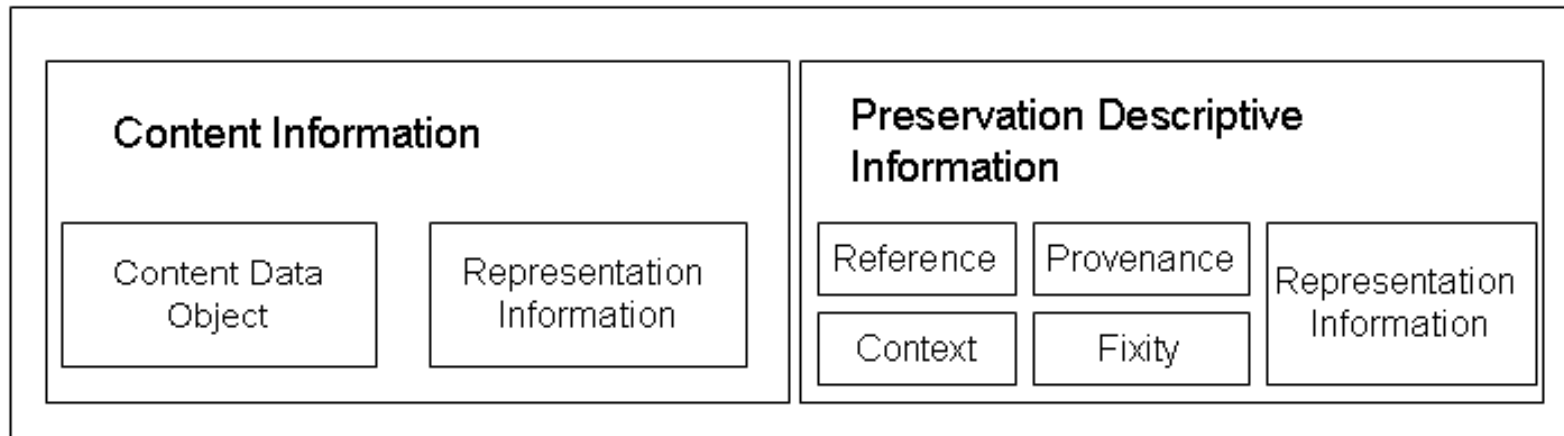 Content Information
Content Data
Object
Representation
Information
Preservation Descriptive
Information
Reference
Provenance
Context
Fixity
Representation
Information